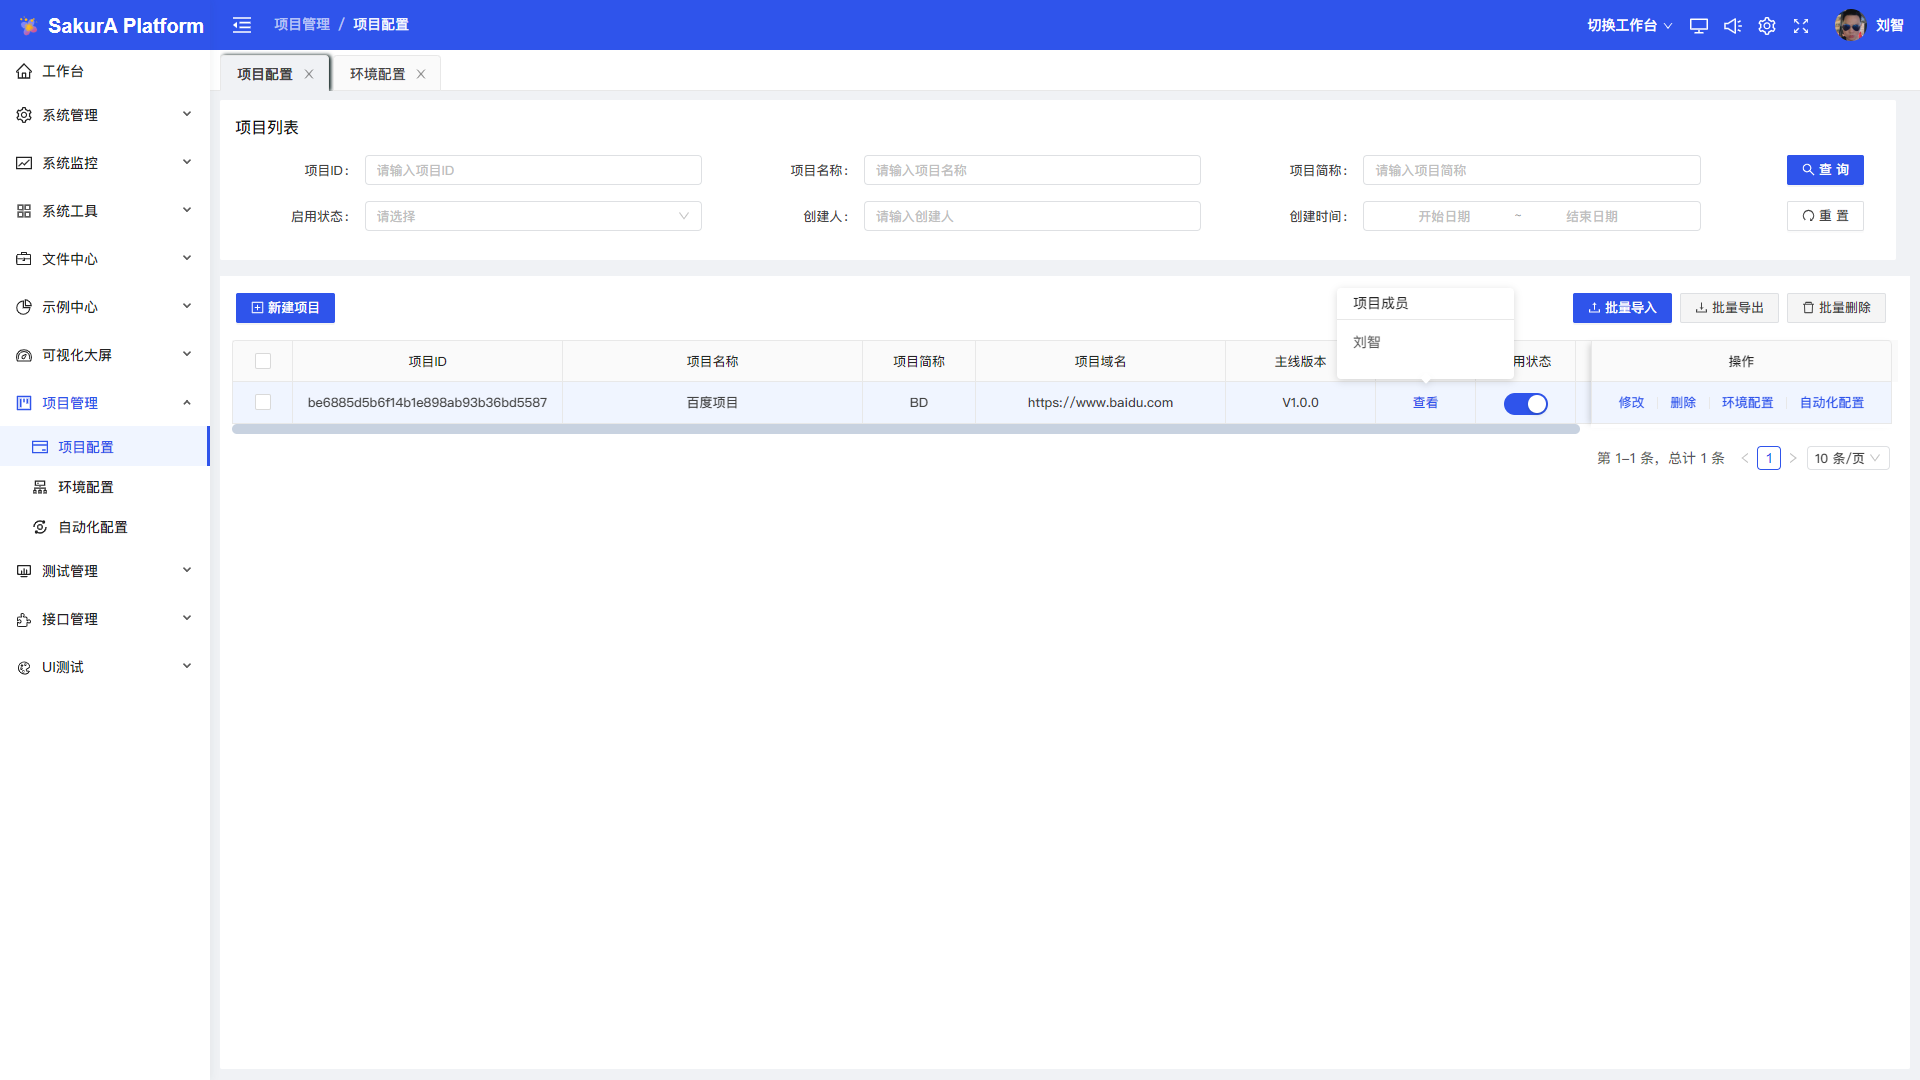 SakurA Platform
项目管理 / 项目配置
切换工作台
刘智
工作台
系统管理
系统监控
系统工具
文件中心
示例中心
可视化大屏
项目管理
项目配置
环境配置
自动化配置
测试管理
接口管理
UI测试
项目配置
环境配置
项目列表
项目ID： 请输入项目ID
项目名称： 请输入项目名称
项目简称： 请输入项目简称
查 询
启用状态： 请选择
创建人： 请输入创建人
创建时间： 开始日期 ~ 结束日期
重 置
新建项目
项目成员
刘智
批量导入
批量导出
批量删除
项目ID 项目名称 项目简称 项目域名 主线版本 用状态 操作
be6885d5b6f14b1e898ab93b36bd5587 百度项目 BD https://www.baidu.com V1.0.0 查看 修改 删除 环境配置 自动化配置
第 1-1 条，总计 1 条 1 10 条/页